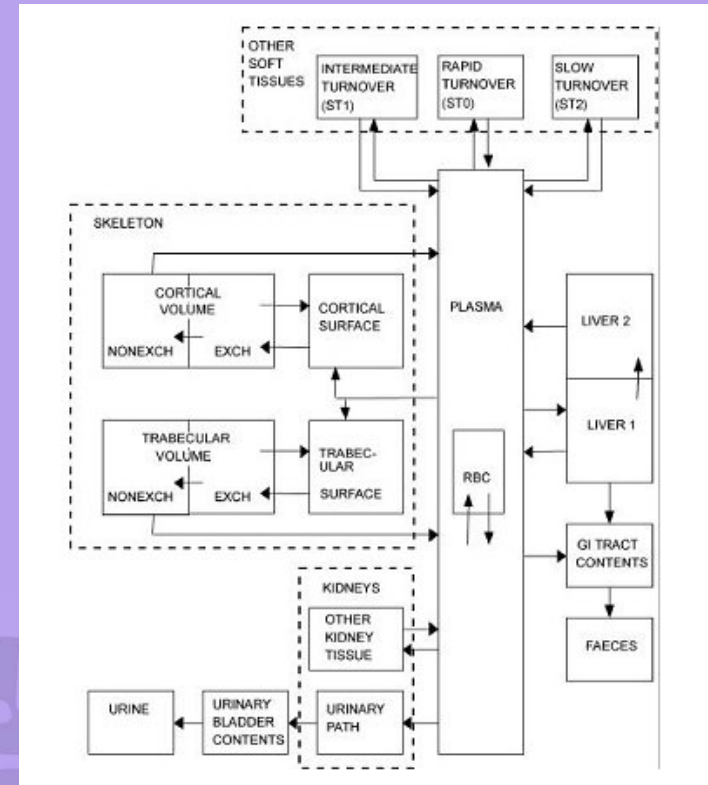 OTHER
SOFT
TISSUES
INTERMEDIATE
TURNOVER
(ST1)
RAPID
TURNOVER
(ST0)
SLOW
TURNOVER
(ST2)
SKELETON
CORTICAL
VOLUME
NONEXCH
EXCH
CORTICAL
SURFACE
TRABECULAR
VOLUME
NONEXCH
EXCH
TRABEC-
ULAR
SURFACE
PLASMA
RBC
LIVER 2
LIVER 1
GI TRACT
CONTENTS
FAECES
KIDNEYS
OTHER
KIDNEY
TISSUE
URINARY
PATH
URINARY
BLADDER
CONTENTS
URINE